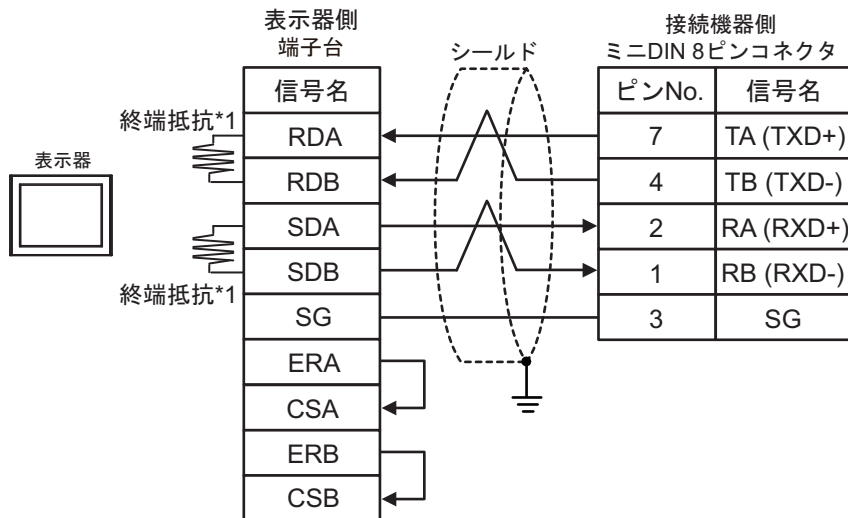 表示器側
端子台
接続機器側
ミニDIN 8ピンコネクタ
シールド
信号名
ピンNo. 信号名
終端抵抗*1
RDA 7 TA (TXD+)
表示器
RDB 4 TB (TXD-)
SDA 2 RA (RXD+)
SDB 1 RB (RXD-)
終端抵抗*1
SG 3 SG
ERA
CSA
ERB
CSB